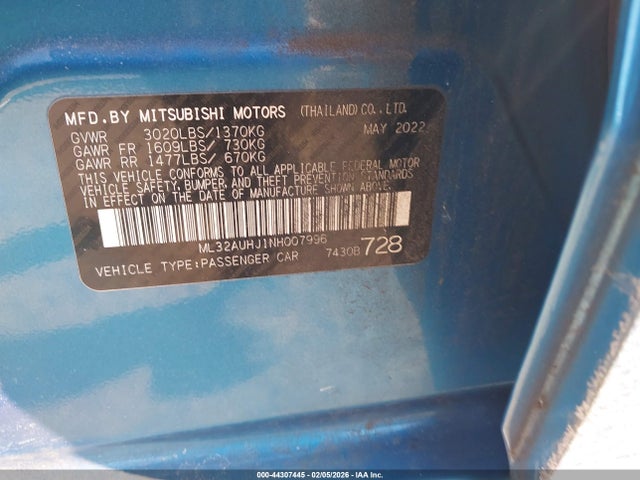 MFD.BY MITSUBISHI MOTORS (THAILAND)CO.,LTD.
GVWR 3020LBS/1370KG MAY 2022
GAWR FR 1609LBS/ 730KG
GAWR RR 1477LBS/ 670KG
THIS VEHICLE CONFORMS TO ALL APPLICABLE FEDERAL MOTOR
VEHICLE SAFETY, BUMPER, AND THEFT PREVENTION STANDARDS
IN EFFECT ON THE DATE OF MANUFACTURE SHOWN ABOVE.
ML32AUHJ1NH007996
VEHICLE TYPE:PASSENGER CAR 7430B 728
000-44307445 - 02/05/2026 - IAA Inc.